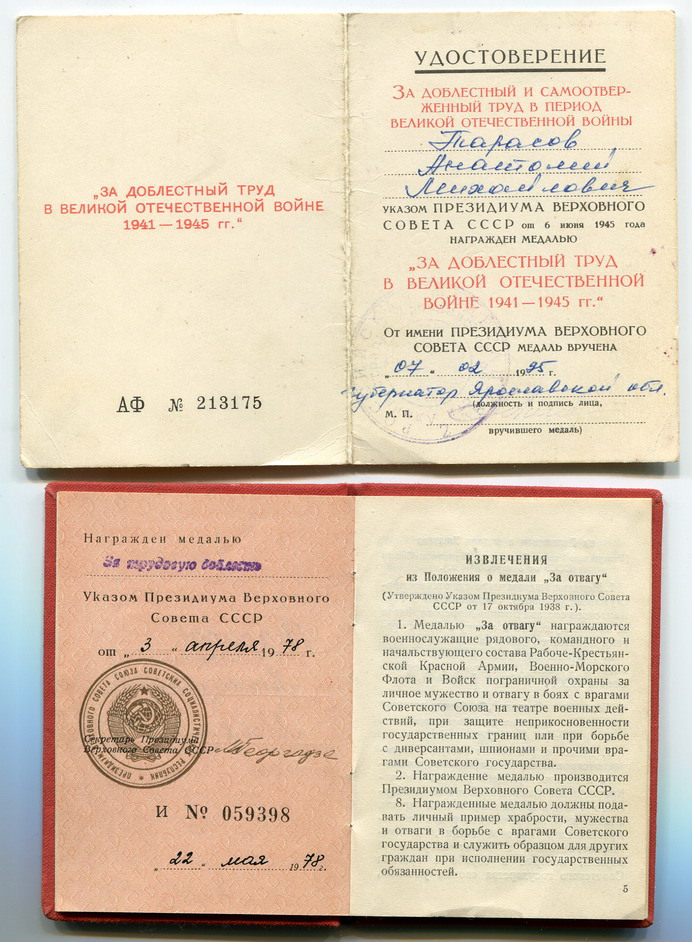 „ЗА ДОБЛЕСТНЫЙ ТРУД
В ВЕЛИКОЙ ОТЕЧЕСТВЕННОЙ ВОЙНЕ
1941—1945 гг.“
АФ № 213175
УДОСТОВЕРЕНИЕ
ЗА ДОБЛЕСТНЫЙ И САМООТВЕР-
ЖЕННЫЙ ТРУД В ПЕРИОД
ВЕЛИКОЙ ОТЕЧЕСТВЕННОЙ ВОЙНЫ
Тарасов
Анатолий
Михайлович
УКАЗОМ ПРЕЗИДИУМА ВЕРХОВНОГО
СОВЕТА СССР от 6 июня 1945 года
НАГРАЖДЕН МЕДАЛЬЮ
„ЗА ДОБЛЕСТНЫЙ ТРУД
В ВЕЛИКОЙ ОТЕЧЕСТВЕННОЙ
ВОЙНЕ 1941—1945 гг.“
От имени ПРЕЗИДИУМА ВЕРХОВНОГО
СОВЕТА СССР МЕДАЛЬ ВРУЧЕНА
„07“ 02 1995 г.
Губернатор Ярославской обл.
(должность и подпись лица,
М. П.
вручившего медаль)
Награжден медалью
За трудовую доблесть
Указом Президиума Верховного
Совета СССР
от „3“ апреля 1978 г.
ПРЕЗИДИУМ ВЕРХОВНОГО СОВЕТА СОЮЗА СОВЕТСКИХ СОЦИАЛИСТИЧЕСКИХ РЕСПУБЛИК
Секретарь Президиума
Верховного Совета СССР Георгадзе
И № 059398
„22“ мая 1978 г.
ИЗВЛЕЧЕНИЯ
из Положения о медали „За отвагу“
(Утверждено Указом Президиума Верховного Совета
СССР от 17 октября 1938 г.).
1. Медалью „За отвагу“ награждаются
военнослужащие рядового, командного и
начальствующего состава Рабоче-Крестьян-
ской Красной Армии, Военно-Морского
Флота и Войск пограничной охраны за
личное мужество и отвагу в боях с врагами
Советского Союза на театре военных дей-
ствий, при защите неприкосновенности
государственных границ или при борьбе
с диверсантами, шпионами и прочими вра-
гами Советского государства.
2. Награждение медалью производится
Президиумом Верховного Совета СССР.
8. Награжденные медалью должны пода-
вать личный пример храбрости, мужества
и отваги в борьбе с врагами Советского
государства и служить образцом для других
граждан при исполнении государственных
обязанностей.
5